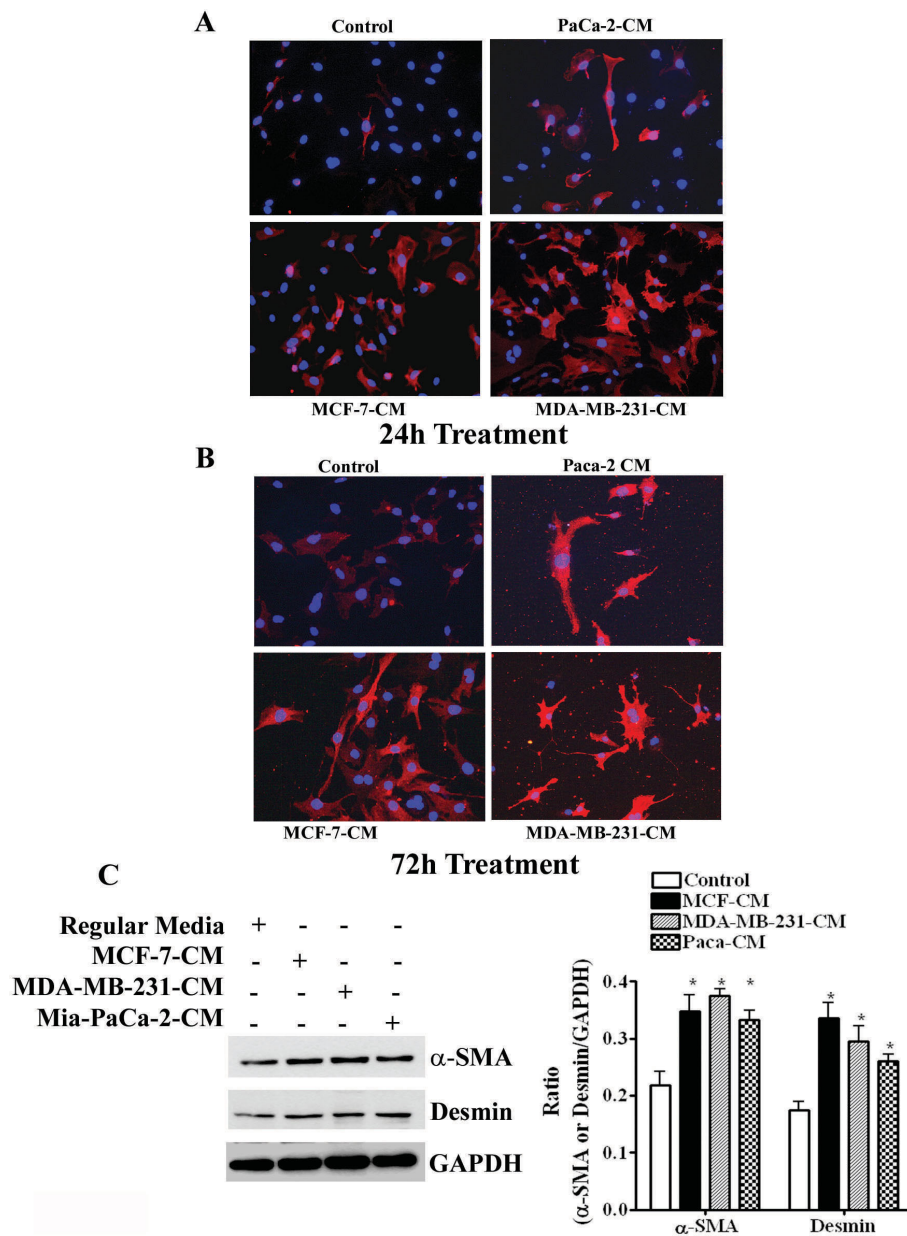 A
Control
PaCa-2-CM
MCF-7-CM
MDA-MB-231-CM
24h Treatment
B
Control
Paca-2 CM
MCF-7-CM
MDA-MB-231-CM
72h Treatment
C
Regular Media + - - -
MCF-7-CM - + - -
MDA-MB-231-CM - - + -
Mia-PaCa-2-CM - - - +
α-SMA
Desmin
GAPDH
Control
MCF-CM
MDA-MB-231-CM
Paca-CM
Ratio
(α-SMA or Desmin/GAPDH)
0.4
0.3
0.2
0.1
0.0
* * *
* * *
α-SMA
Desmin